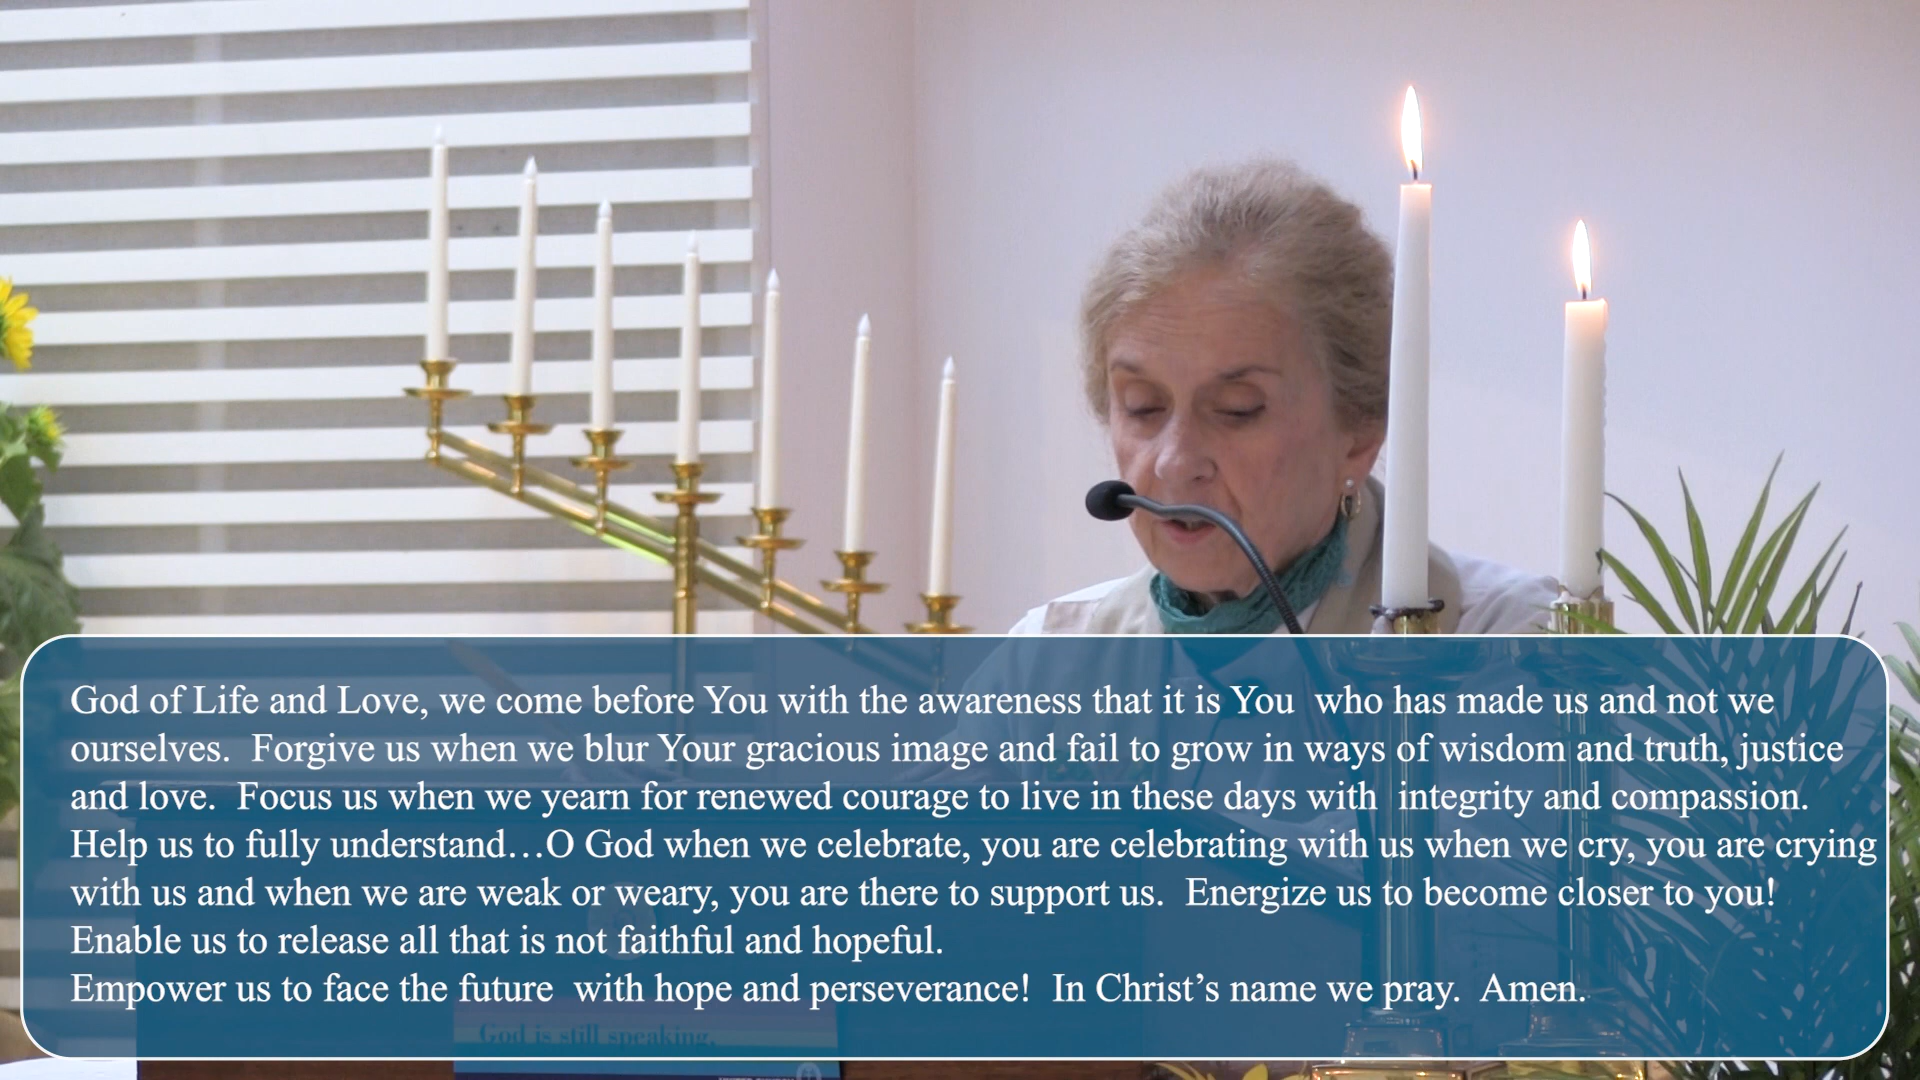 God of Life and Love, we come before You with the awareness that it is You  who has made us and not we
ourselves.  Forgive us when we blur Your gracious image and fail to grow in ways of wisdom and truth, justice
and love.  Focus us when we yearn for renewed courage to live in these days with  integrity and compassion.
Help us to fully understand…O God when we celebrate, you are celebrating with us when we cry, you are crying
with us and when we are weak or weary, you are there to support us.  Energize us to become closer to you!
Enable us to release all that is not faithful and hopeful.
Empower us to face the future  with hope and perseverance!  In Christ’s name we pray.  Amen.
God is still speaking,